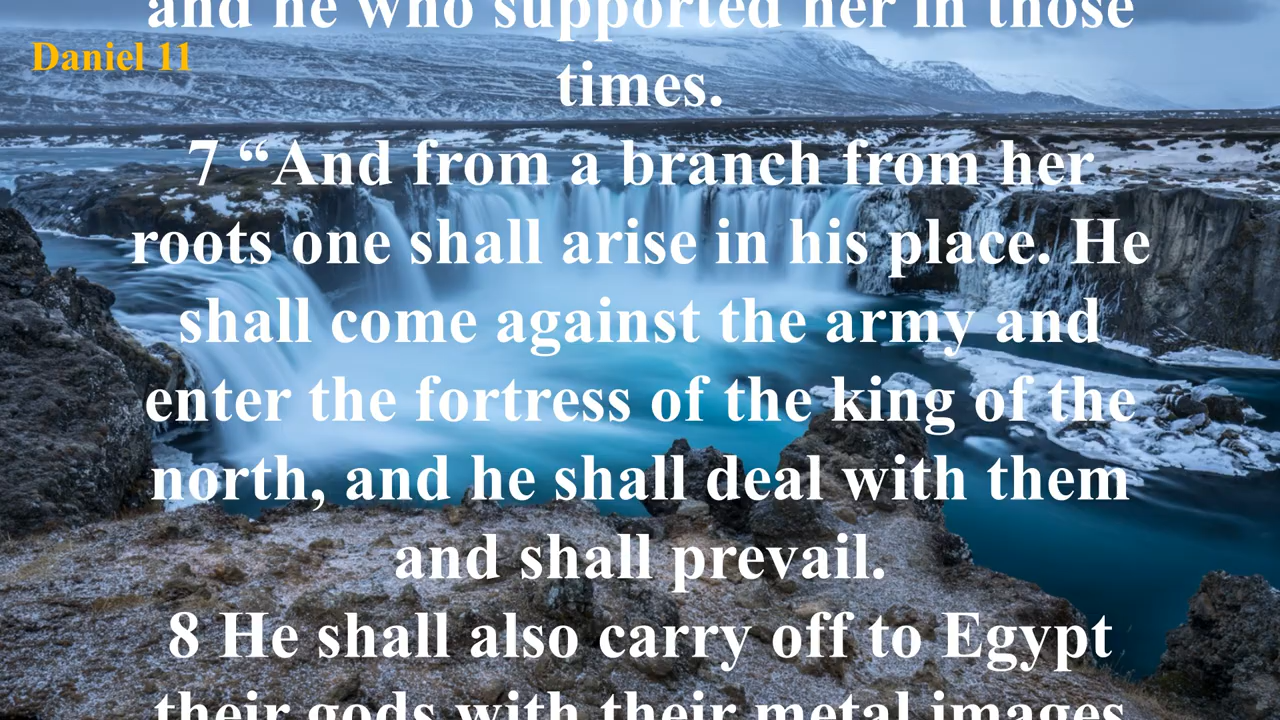 and he who supported her in those
Daniel 11
times.
7 “And from a branch from her
roots one shall arise in his place. He
shall come against the army and
enter the fortress of the king of the
north, and he shall deal with them
and shall prevail.
8 He shall also carry off to Egypt
their gods with their metal images